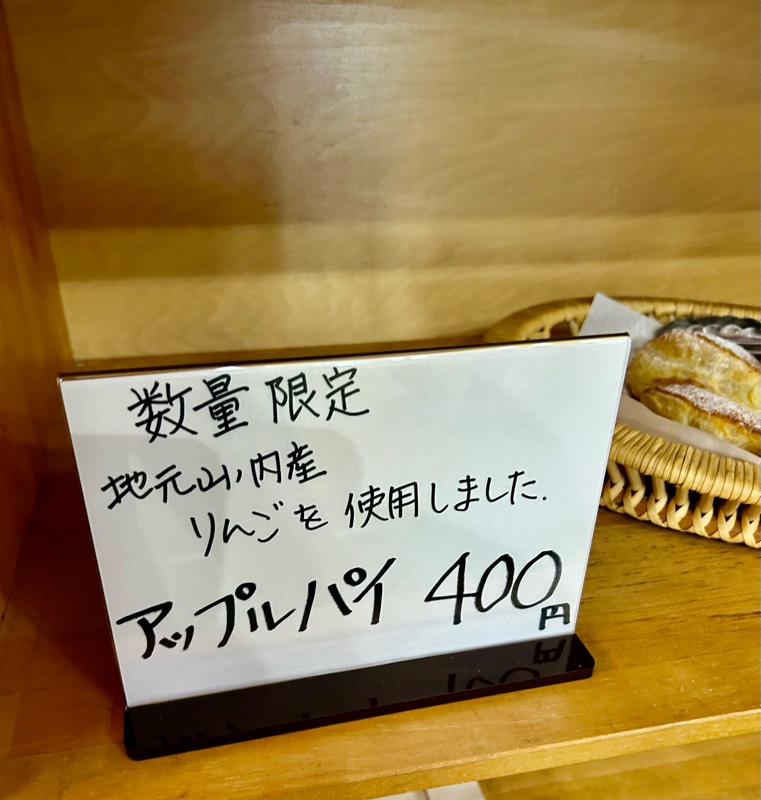 数量限定
地元山ノ内産
りんごを使用しました.
アップルパイ 400円